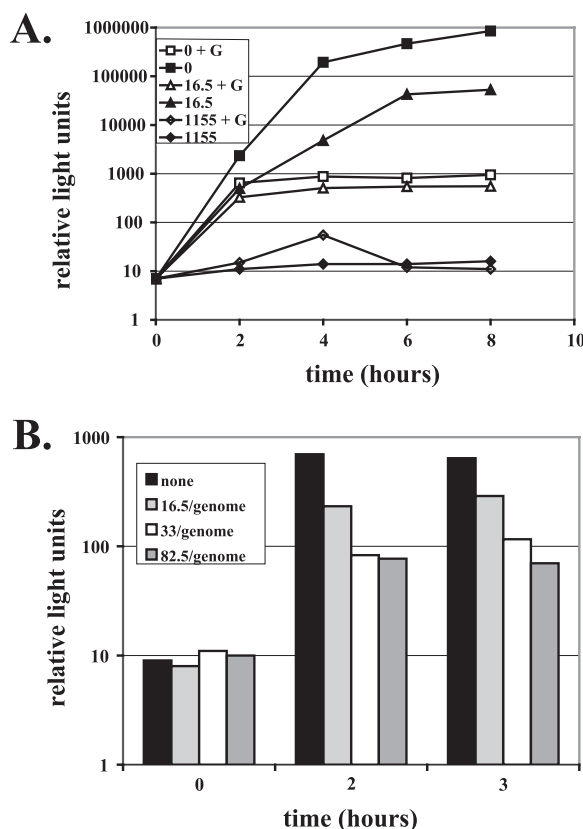 A.
relative light units
1000000
100000
10000
1000
100
10
1
0 + G
0
16.5 + G
16.5
1155 + G
1155
0
2
4
6
8
10
time (hours)
B.
relative light units
1000
100
10
1
none
16.5/genome
33/genome
82.5/genome
0
2
3
time (hours)